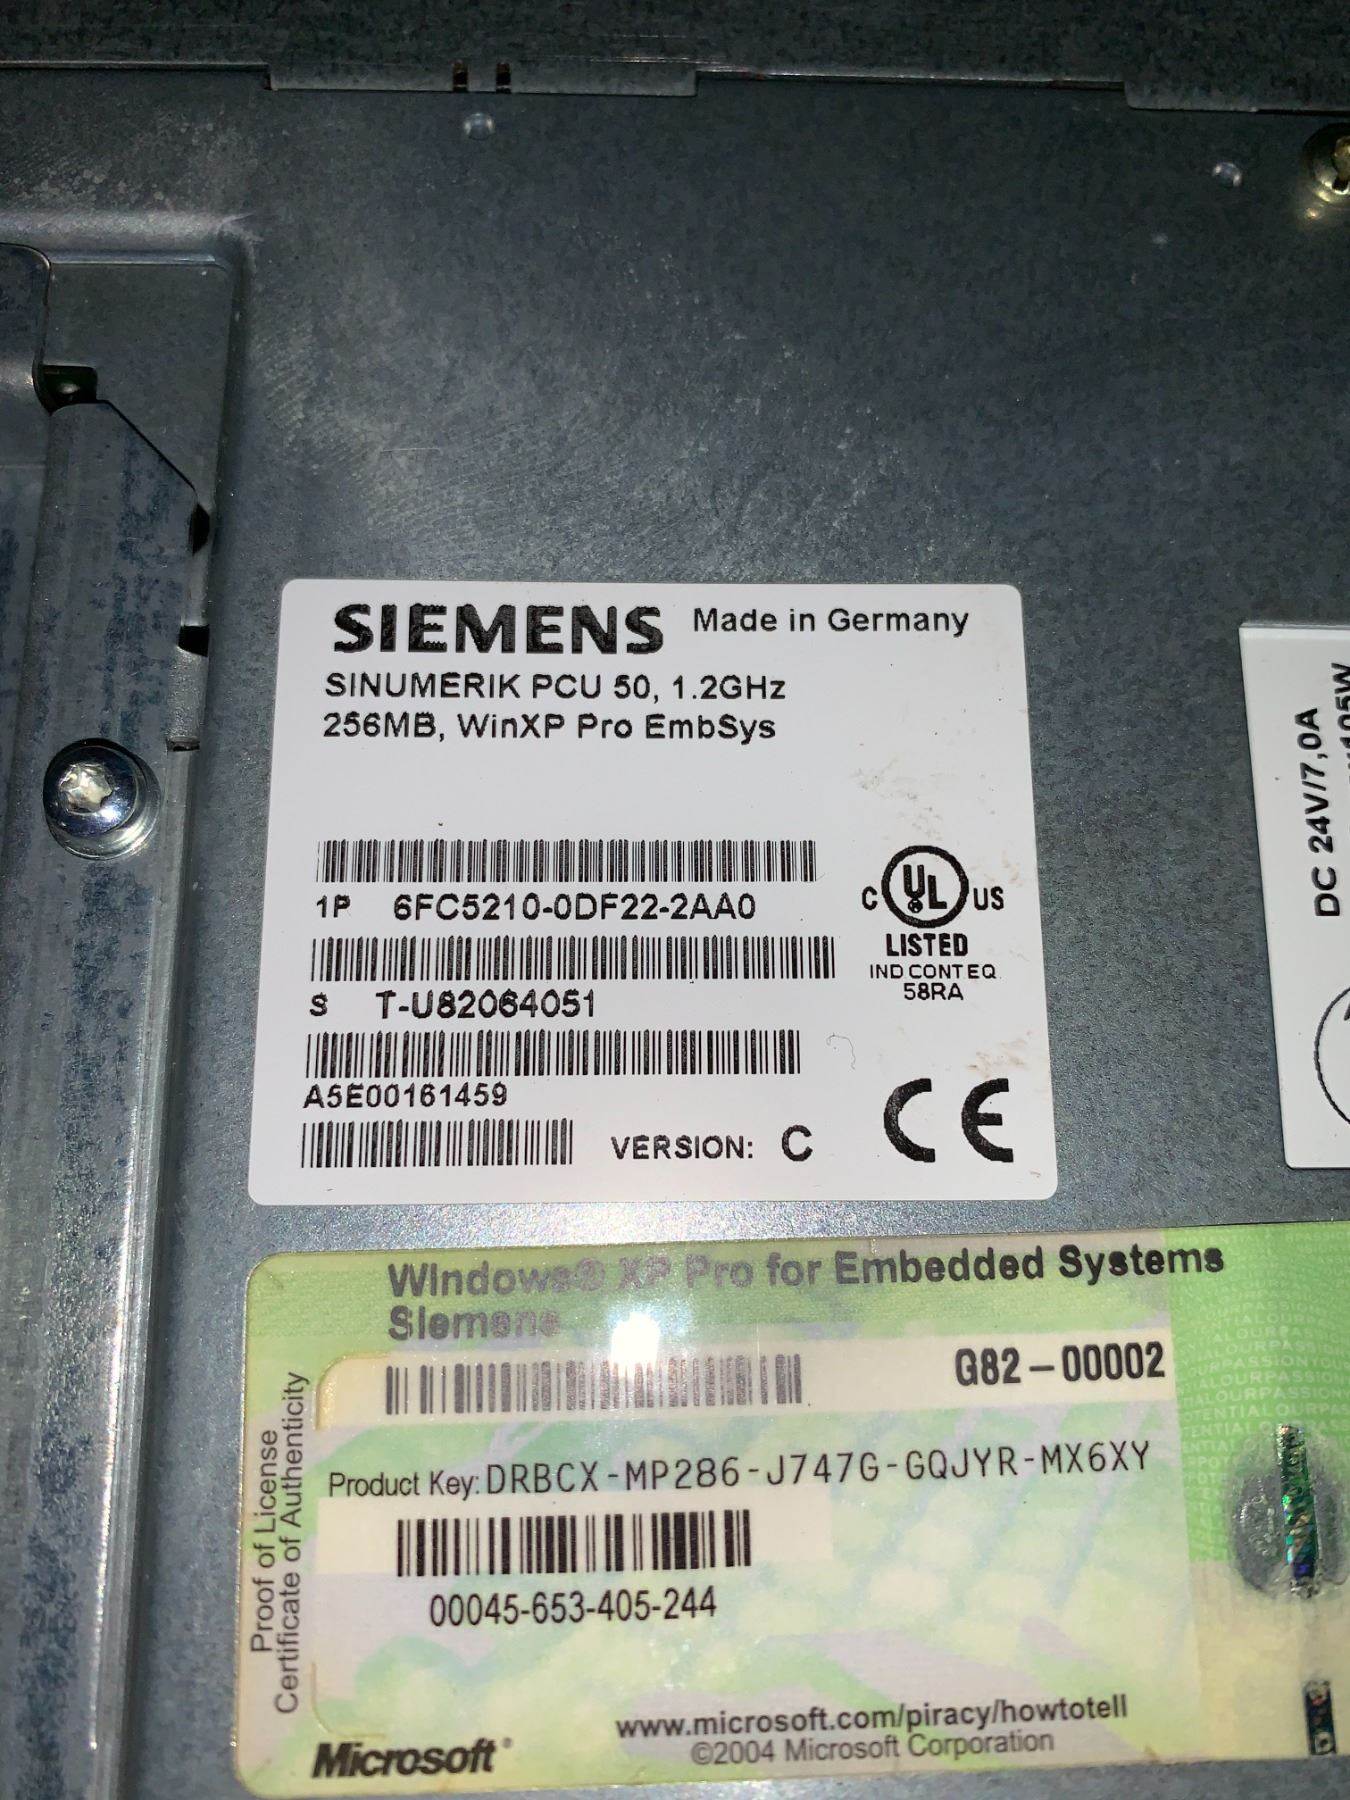 SIEMENS Made in Germany
SINUMERIK PCU 50, 1.2GHz
256MB, WinXP Pro EmbSys
1P 6FC5210-0DF22-2AA0
C UL US
LISTED
IND CONT EQ
58RA
S T-U82064051
A5E00161459
VERSION: C
CE
DC 24V/7,0A
Windows® XP Pro for Embedded Systems
Siemens
G82-00002
Proof of License
Certificate of Authenticity
Product Key: DRBCX-MP286-J747G-GQJYR-MX6XY
00045-653-405-244
www.microsoft.com/piracy/howtotell
©2004 Microsoft Corporation
Microsoft®